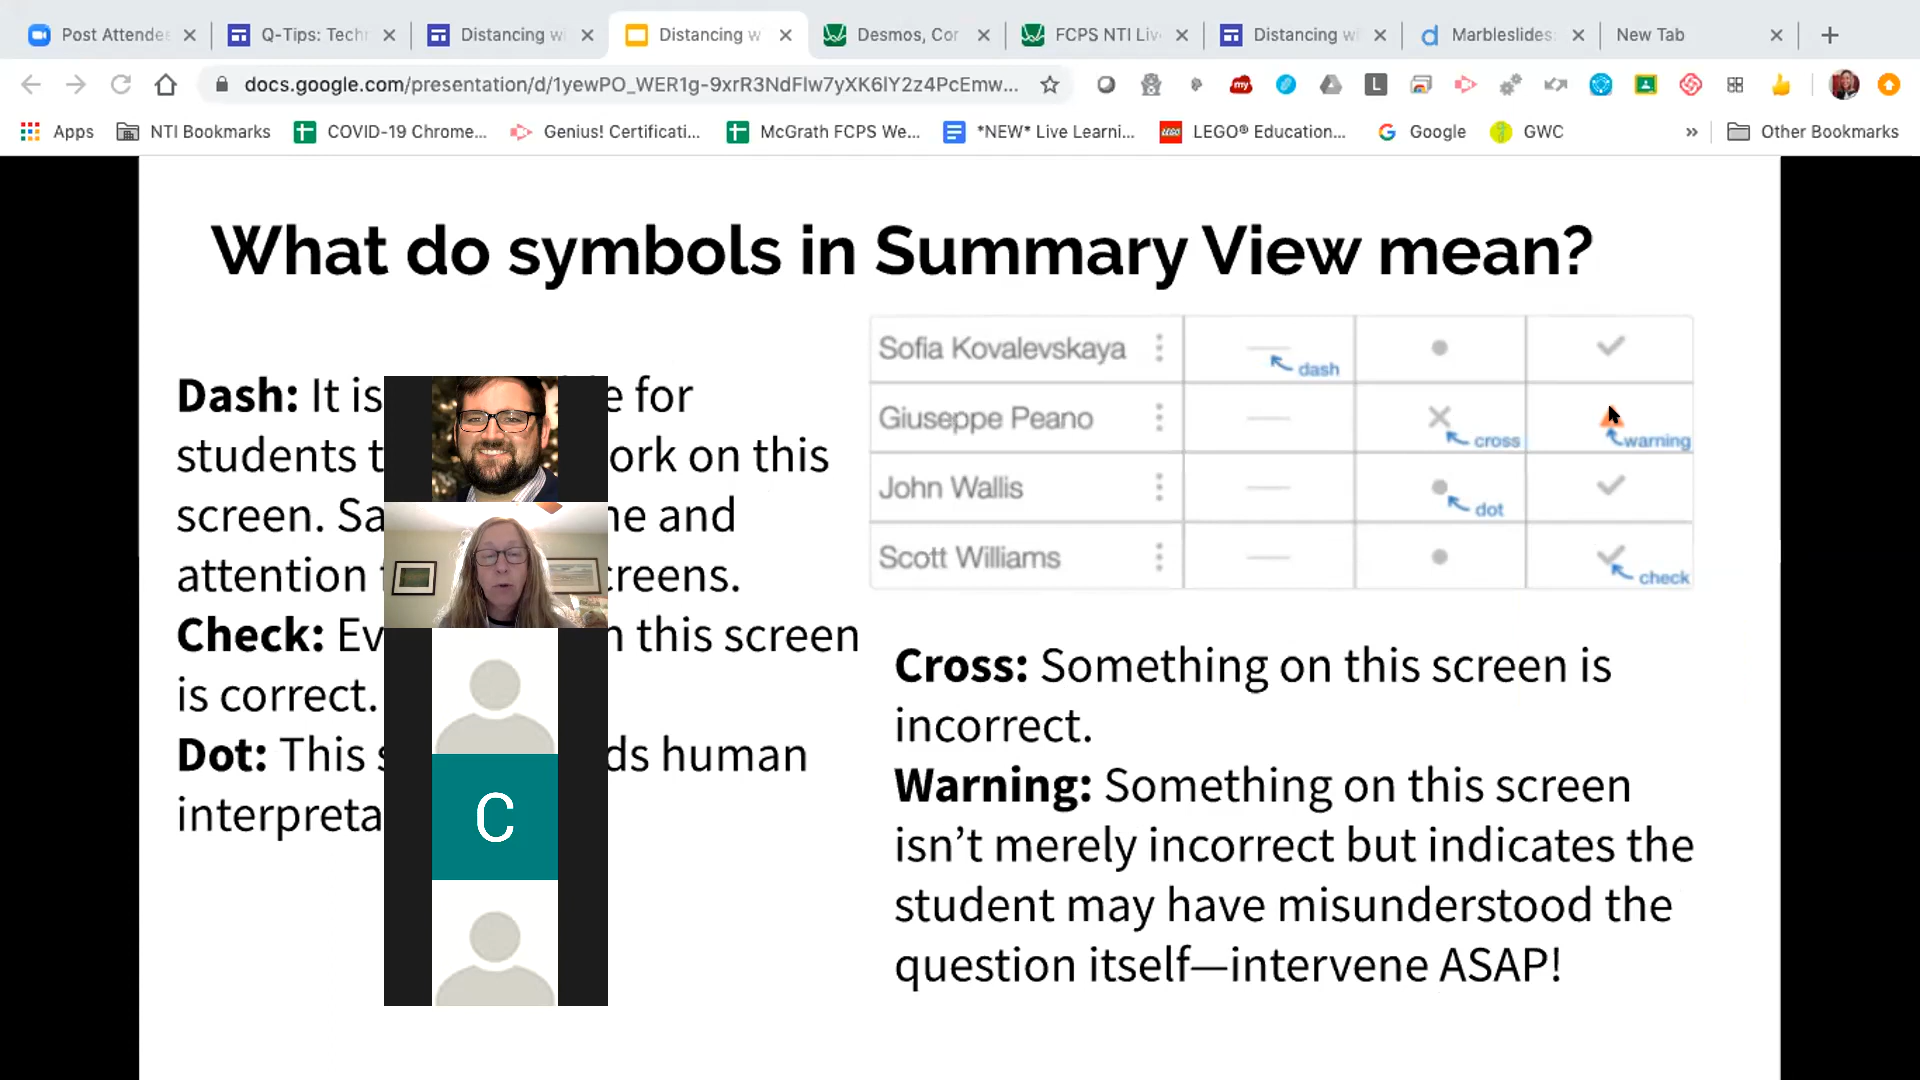 Post Attende
Q-Tips: Tech
Distancing wi
Distancing w
Desmos, Cor
FCPS NTI Liv
Distancing wi
Marbleslides:
New Tab
docs.google.com/presentation/d/1yewPO_WER1g-9xrR3NdFlw7yXK6lY2z4PcEmw...
Apps
NTI Bookmarks
COVID-19 Chrome...
Genius! Certificati...
McGrath FCPS We...
*NEW* Live Learni...
LEGO® Education...
Google
GWC
»
Other Bookmarks
What do symbols in Summary View mean?
Dash: It is e for
students t ork on this
screen. Sa ne and
attention creens.
Check: Ev n this screen
is correct.
Dot: This s ds human
interpreta
C
Sofia Kovalevskaya
dash
Giuseppe Peano
cross
warning
John Wallis
dot
Scott Williams
check
Cross: Something on this screen is
incorrect.
Warning: Something on this screen
isn’t merely incorrect but indicates the
student may have misunderstood the
question itself—intervene ASAP!